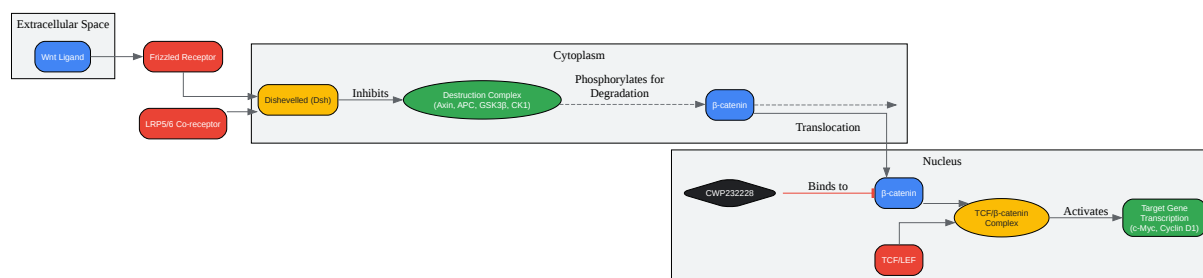 Extracellular Space
Wnt Ligand
Frizzled Receptor
LRP5/6 Co-receptor
Cytoplasm
Dishevelled (Dsh)
Inhibits
Destruction Complex
(Axin, APC, GSK3β, CK1)
Phosphorylates for
Degradation
β-catenin
Translocation
Nucleus
CWP232228
Binds to
β-catenin
TCF/LEF
TCF/β-catenin
Complex
Activates
Target Gene
Transcription
(c-Myc, Cyclin D1)